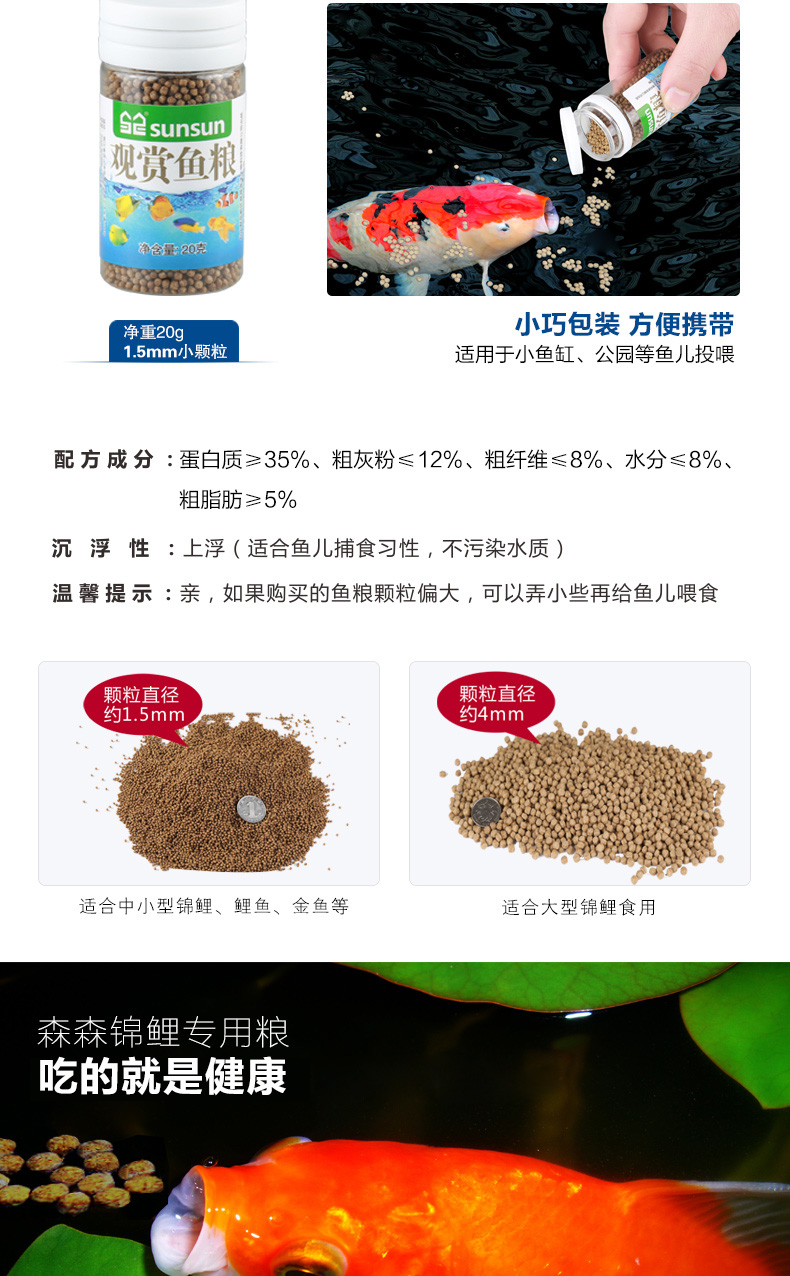 sunsun
观赏鱼粮
净含量:20克
sunsun
净重20g
1.5mm小颗粒
小巧包装 方便携带
适用于小鱼缸、公园等鱼儿投喂
配方成分：蛋白质≥35%、粗灰粉≤12%、粗纤维≤8%、水分≤8%、
粗脂肪≥5%
沉浮性：上浮（适合鱼儿捕食习性，不污染水质）
温馨提示：亲，如果购买的鱼粮颗粒偏大，可以弄小些再给鱼儿喂食
颗粒直径
约1.5mm
颗粒直径
约4mm
适合中小型锦鲤、鲤鱼、金鱼等
适合大型锦鲤食用
森森锦鲤专用粮
吃的就是健康